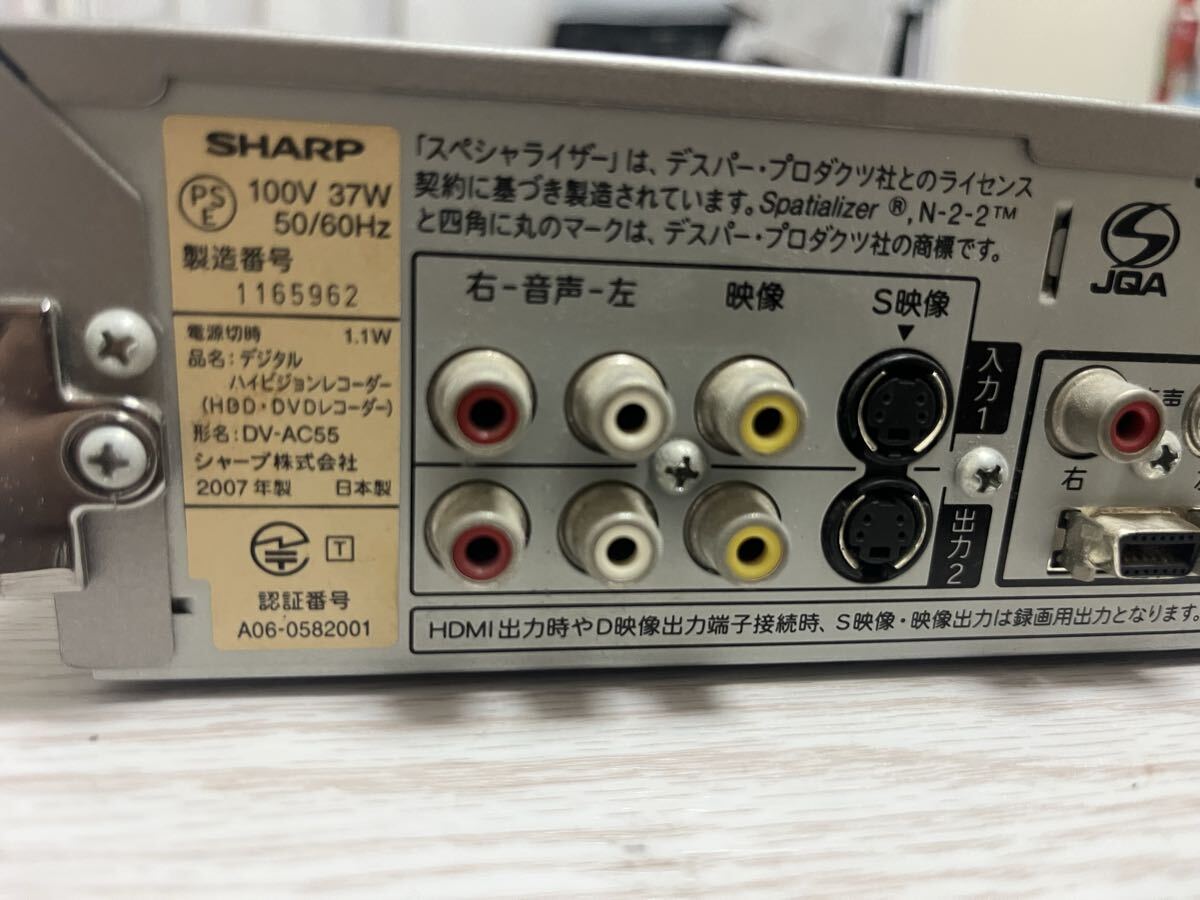 SHARP
PS E 100V 37W
50/60Hz
製造番号
1165962
電源切時 1.1W
品名:デジタル
ハイビジョンレコーダー
(HDD・DVDレコーダー)
形名:DV-AC55
シャープ株式会社
2007年製 日本製
T
認証番号
A06-0582001
「スペシャライザー」は、デスパー・プロダクツ社とのライセンス
契約に基づき製造されています。Spatializer ®, N-2-2™
と四角に丸のマークは、デスパー・プロダクツ社の商標です。
右-音声-左 映像 S映像
▼
入力1
出力2
HDMI出力時やD映像出力端子接続時、S映像・映像出力は録画用出力となります。
JQA
声
右